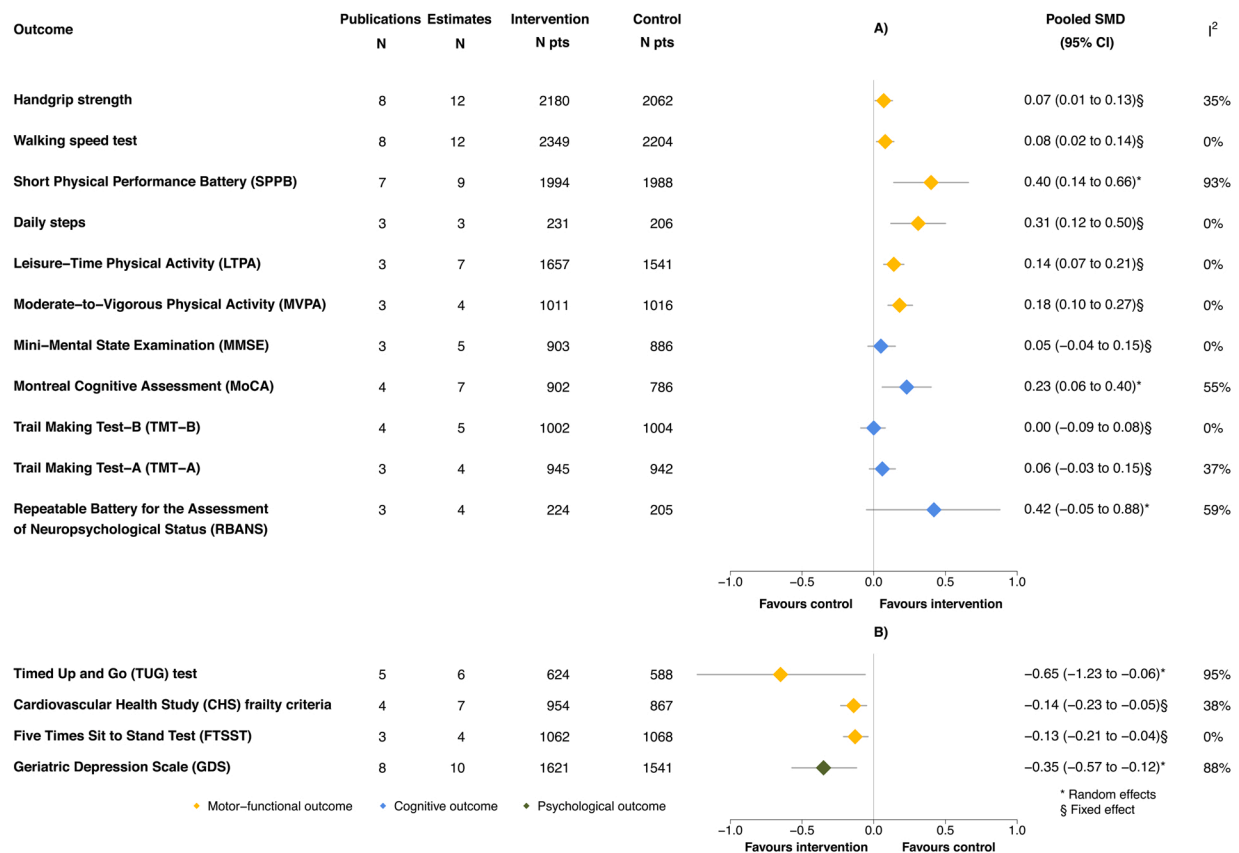 Outcome Publications Estimates Intervention Control A) Pooled SMD I2
N N N pts N pts (95% CI)
Handgrip strength 8 12 2180 2062 0.07 (0.01 to 0.13)§ 35%
Walking speed test 8 12 2349 2204 0.08 (0.02 to 0.14)§ 0%
Short Physical Performance Battery (SPPB) 7 9 1994 1988 0.40 (0.14 to 0.66)* 93%
Daily steps 3 3 231 206 0.31 (0.12 to 0.50)§ 0%
Leisure−Time Physical Activity (LTPA) 3 7 1657 1541 0.14 (0.07 to 0.21)§ 0%
Moderate−to−Vigorous Physical Activity (MVPA) 3 4 1011 1016 0.18 (0.10 to 0.27)§ 0%
Mini−Mental State Examination (MMSE) 3 5 903 886 0.05 (−0.04 to 0.15)§ 0%
Montreal Cognitive Assessment (MoCA) 4 7 902 786 0.23 (0.06 to 0.40)* 55%
Trail Making Test−B (TMT−B) 4 5 1002 1004 0.00 (−0.09 to 0.08)§ 0%
Trail Making Test−A (TMT−A) 3 4 945 942 0.06 (−0.03 to 0.15)§ 37%
Repeatable Battery for the Assessment 3 4 224 205 0.42 (−0.05 to 0.88)* 59%
of Neuropsychological Status (RBANS)
−1.0 −0.5 0.0 0.5 1.0
Favours control Favours intervention
B)
Timed Up and Go (TUG) test 5 6 624 588 −0.65 (−1.23 to −0.06)* 95%
Cardiovascular Health Study (CHS) frailty criteria 4 7 954 867 −0.14 (−0.23 to −0.05)§ 38%
Five Times Sit to Stand Test (FTSST) 3 4 1062 1068 −0.13 (−0.21 to −0.04)§ 0%
Geriatric Depression Scale (GDS) 8 10 1621 1541 −0.35 (−0.57 to −0.12)* 88%
Motor−functional outcome Cognitive outcome Psychological outcome
* Random effects
§ Fixed effect
−1.0 −0.5 0.0 0.5 1.0
Favours intervention Favours control